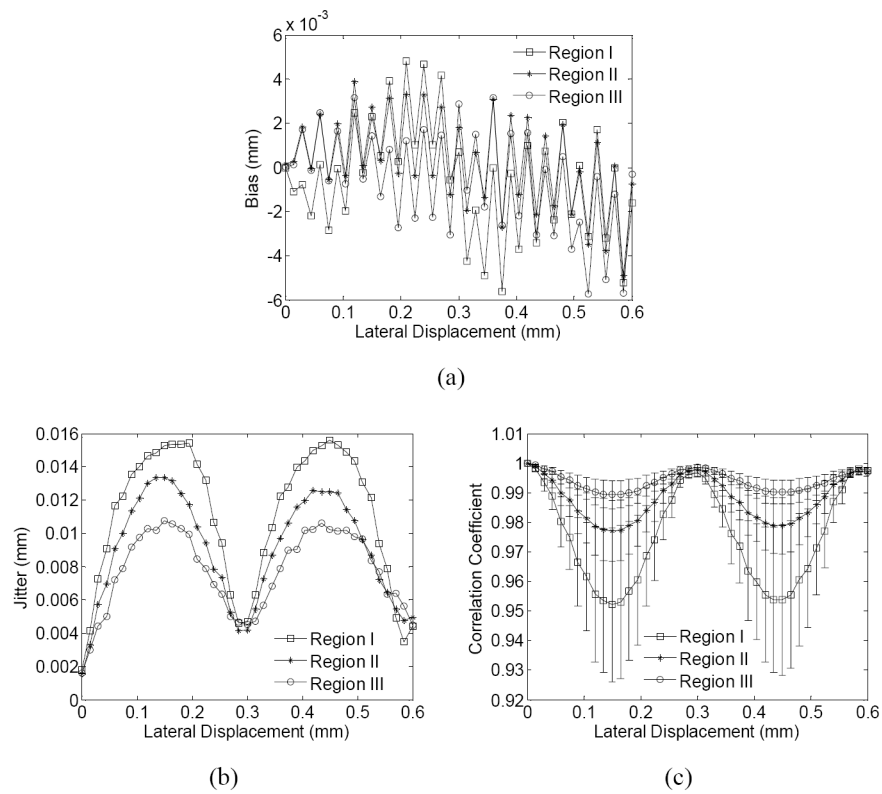 6 × 10⁻³
4
2
0
-2
-4
-6
Bias (mm)
Region I
Region II
Region III
0 0.1 0.2 0.3 0.4 0.5 0.6
Lateral Displacement (mm)
(a)
0.016
0.014
0.012
0.01
0.008
0.006
0.004
0.002
0
Jitter (mm)
Region I
Region II
Region III
0 0.1 0.2 0.3 0.4 0.5 0.6
Lateral Displacement (mm)
(b)
1.01
1
0.99
0.98
0.97
0.96
0.95
0.94
0.93
0.92
Correlation Coefficient
Region I
Region II
Region III
0 0.1 0.2 0.3 0.4 0.5 0.6
Lateral Displacement (mm)
(c)